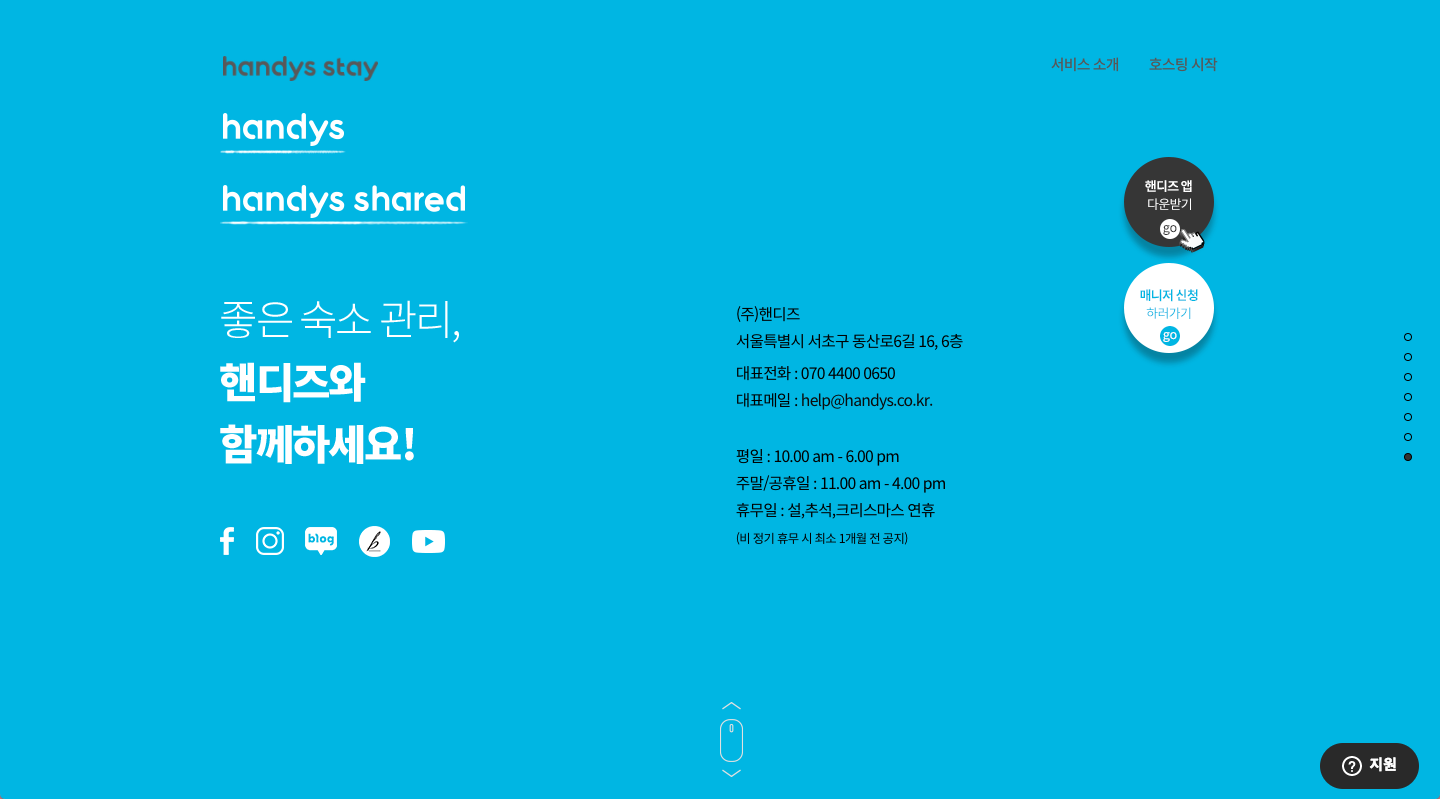 handys stay
서비스 소개
호스팅 시작
handys
handys shared
핸디즈 앱
다운받기
go
매니저 신청
하러가기
go
좋은 숙소 관리,
핸디즈와
함께하세요!
blog
b
(주)핸디즈
서울특별시 서초구 동산로6길 16, 6층
대표전화 : 070 4400 0650
대표메일 : help@handys.co.kr.
평일 : 10.00 am - 6.00 pm
주말/공휴일 : 11.00 am - 4.00 pm
휴무일 : 설,추석,크리스마스 연휴
(비 정기 휴무 시 최소 1개월 전 공지)
지원